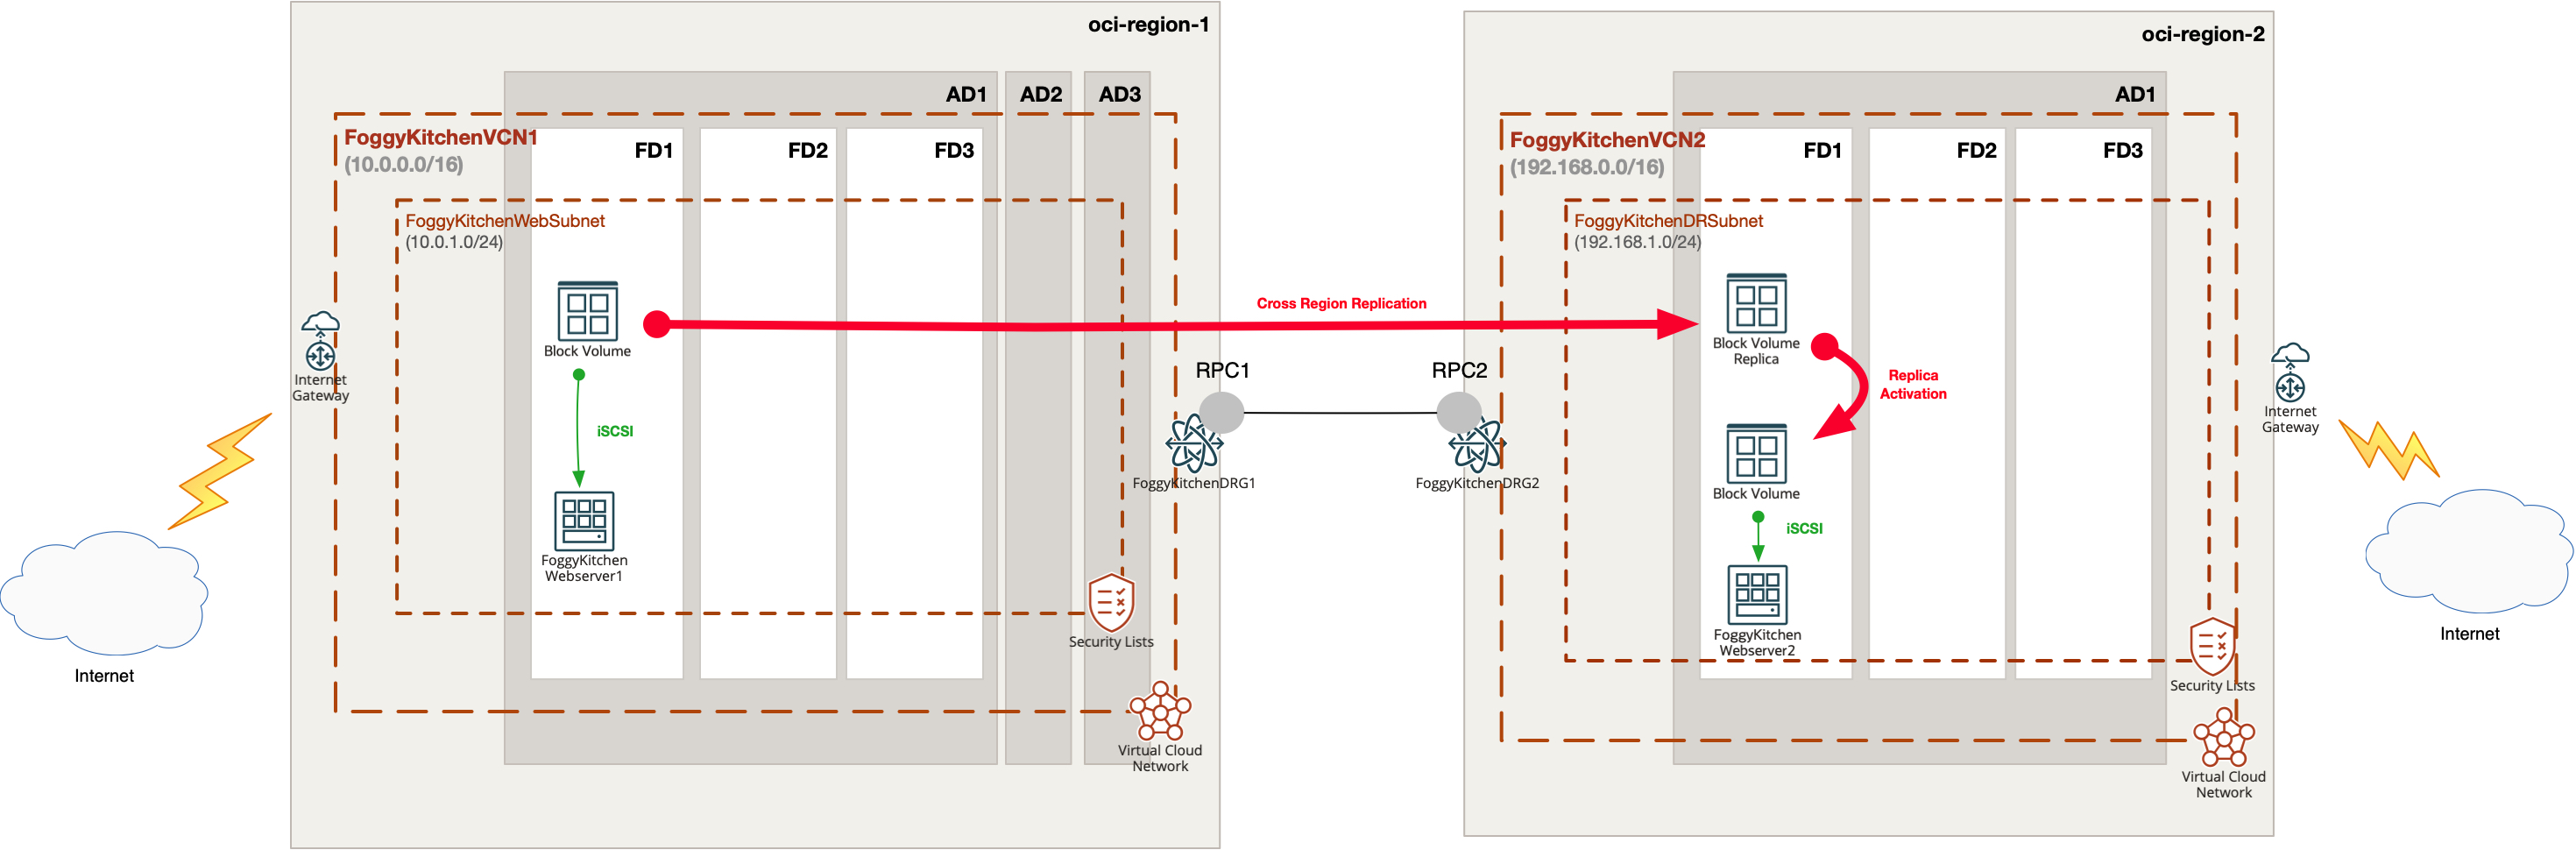 oci-region-1
AD1
AD2
AD3
FoggyKitchenVCN1
(10.0.0.0/16)
FD1
FD2
FD3
FoggyKitchenWebSubnet
(10.0.1.0/24)
Block Volume
iSCSI
FoggyKitchen
Webserver1
Internet
Gateway
Internet
Security Lists
Virtual Cloud
Network
Cross Region Replication
RPC1
RPC2
FoggyKitchenDRG1
FoggyKitchenDRG2
oci-region-2
AD1
FoggyKitchenVCN2
(192.168.0.0/16)
FD1
FD2
FD3
FoggyKitchenDRSubnet
(192.168.1.0/24)
Block Volume
Replica
Replica
Activation
Block Volume
iSCSI
FoggyKitchen
Webserver2
Security Lists
Virtual Cloud
Network
Internet
Gateway
Internet